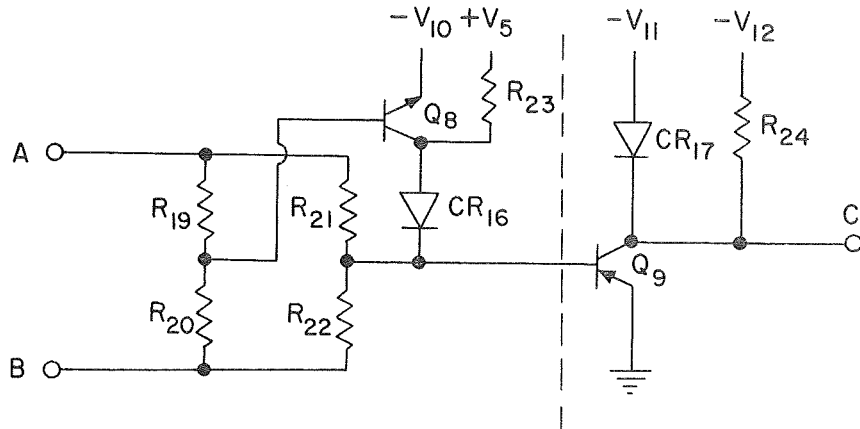 −V10 +V5
−V11
−V12
Q8
R23
CR17
R24
A
R19
R21
CR16
C
Q9
R20
R22
B